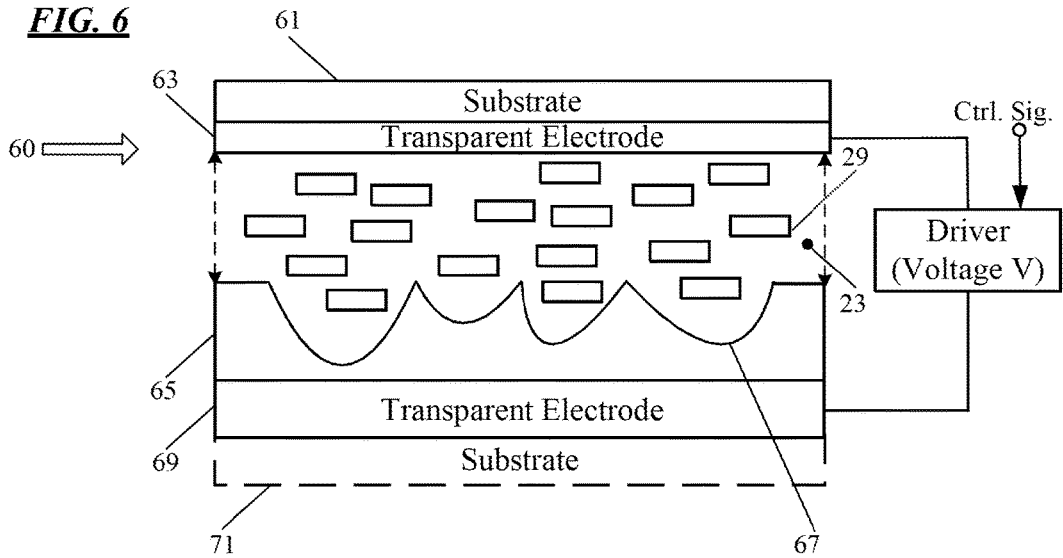 FIG. 6
61
63
Substrate
Transparent Electrode
Ctrl. Sig.
60
29
Driver
(Voltage V)
23
65
Transparent Electrode
69
Substrate
71
67